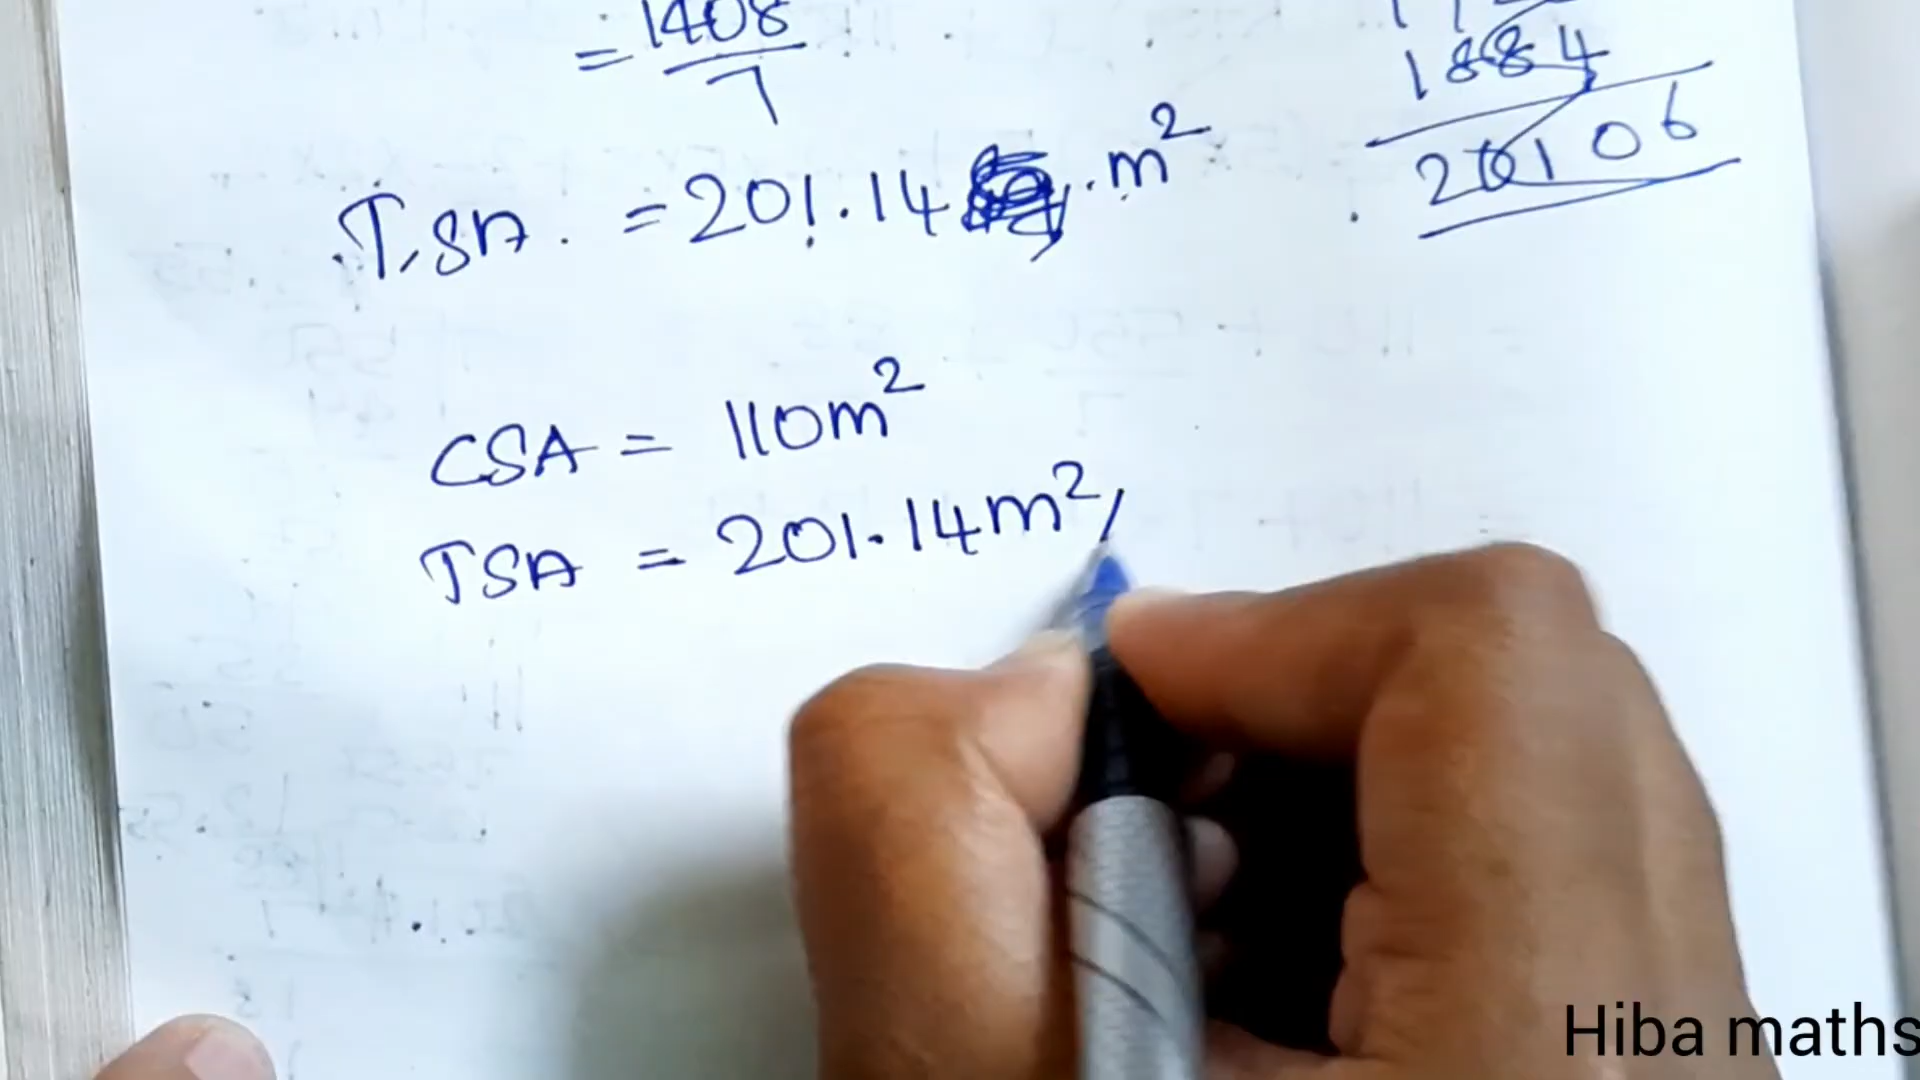 = 1408
7
1884
20106
T.SA. = 201.14 m²
CSA = 110m²
TSA = 201.14m²
Hiba maths